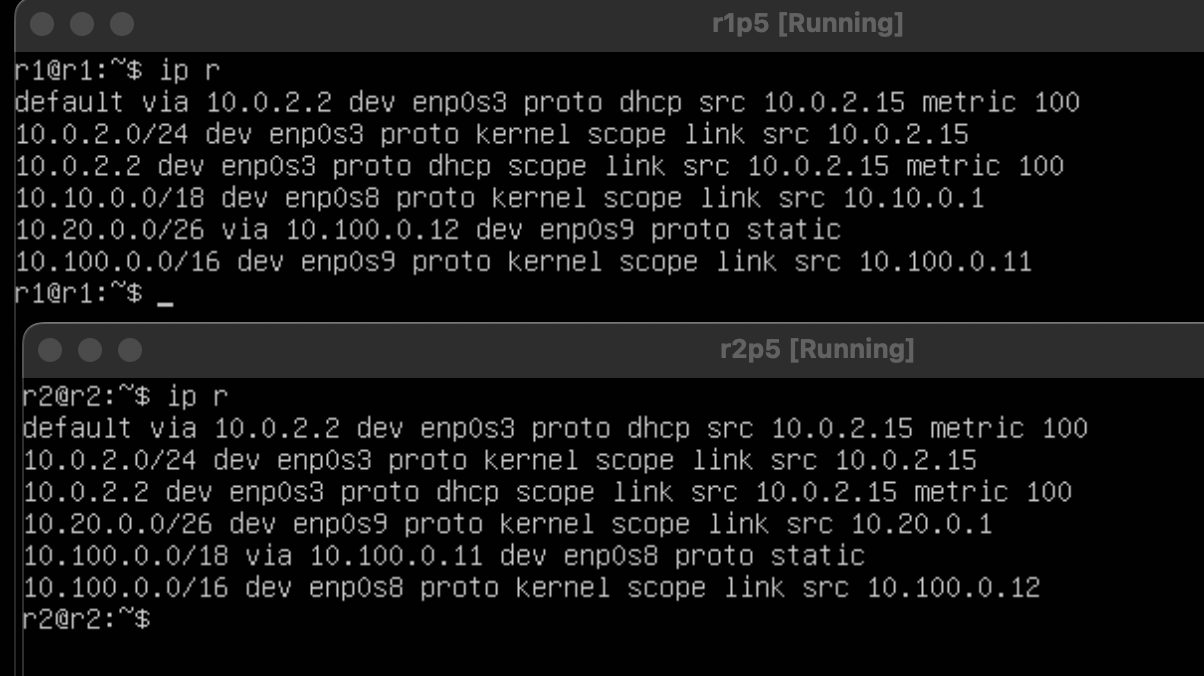 r1p5 [Running]
r1@r1:~$ ip r
default via 10.0.2.2 dev enp0s3 proto dhcp src 10.0.2.15 metric 100
10.0.2.0/24 dev enp0s3 proto kernel scope link src 10.0.2.15
10.0.2.2 dev enp0s3 proto dhcp scope link src 10.0.2.15 metric 100
10.10.0.0/18 dev enp0s8 proto kernel scope link src 10.10.0.1
10.20.0.0/26 via 10.100.0.12 dev enp0s9 proto static
10.100.0.0/16 dev enp0s9 proto kernel scope link src 10.100.0.11
r1@r1:~$ _
r2p5 [Running]
r2@r2:~$ ip r
default via 10.0.2.2 dev enp0s3 proto dhcp src 10.0.2.15 metric 100
10.0.2.0/24 dev enp0s3 proto kernel scope link src 10.0.2.15
10.0.2.2 dev enp0s3 proto dhcp scope link src 10.0.2.15 metric 100
10.20.0.0/26 dev enp0s9 proto kernel scope link src 10.20.0.1
10.100.0.0/18 via 10.100.0.11 dev enp0s8 proto static
10.100.0.0/16 dev enp0s8 proto kernel scope link src 10.100.0.12
r2@r2:~$